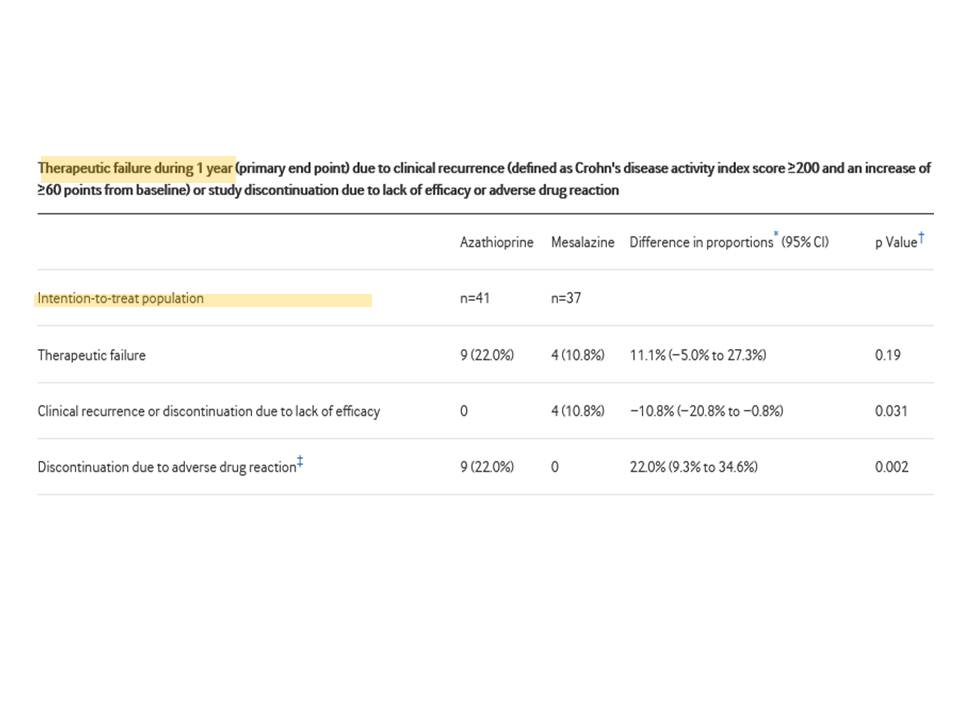 Therapeutic failure during 1 year (primary end point) due to clinical recurrence (defined as Crohn's disease activity index score ≥200 and an increase of
≥60 points from baseline) or study discontinuation due to lack of efficacy or adverse drug reaction
Azathioprine Mesalazine Difference in proportions* (95% CI) p Value†
Intention-to-treat population n=41 n=37
Therapeutic failure 9 (22.0%) 4 (10.8%) 11.1% (−5.0% to 27.3%) 0.19
Clinical recurrence or discontinuation due to lack of efficacy 0 4 (10.8%) −10.8% (−20.8% to −0.8%) 0.031
Discontinuation due to adverse drug reaction‡ 9 (22.0%) 0 22.0% (9.3% to 34.6%) 0.002